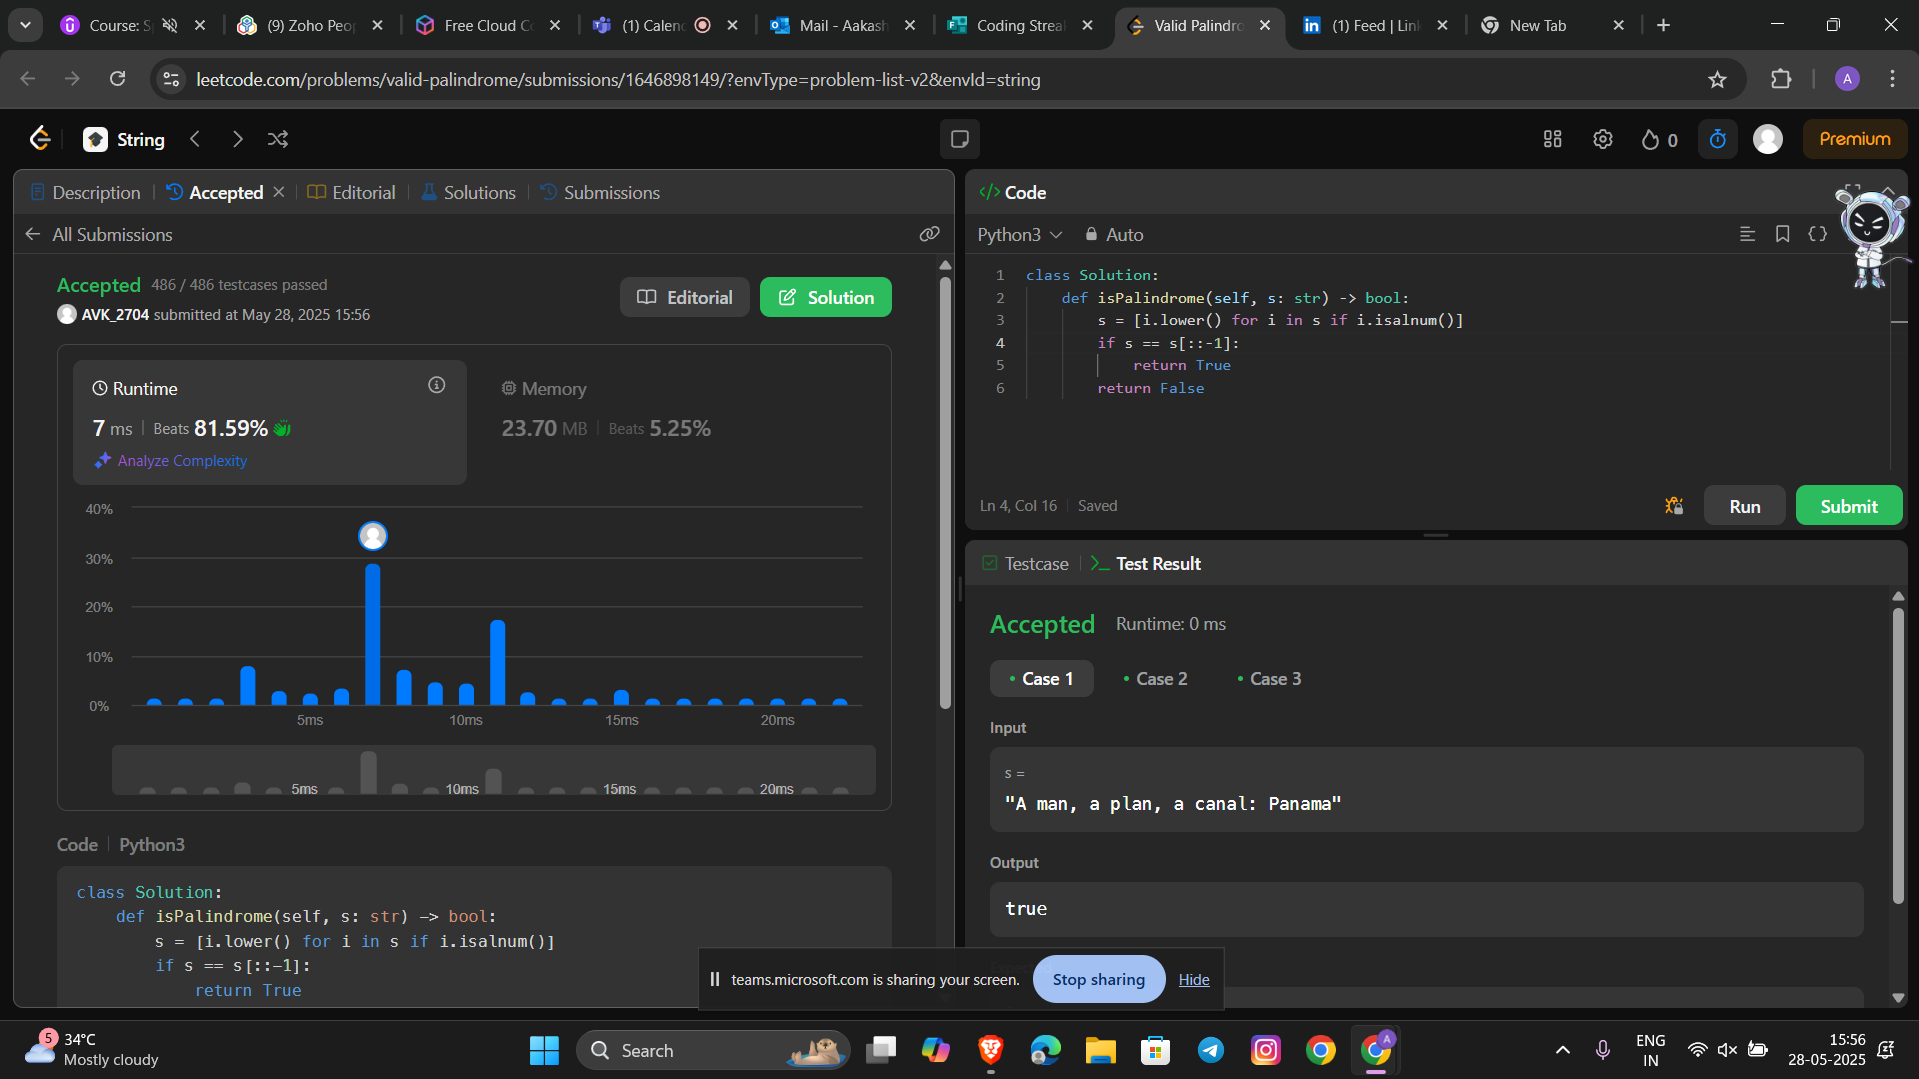 Course: S
(9) Zoho Peop
Free Cloud Co
(1) Calend
Mail - Aakash
Coding Streak
Valid Palindro
(1) Feed | Link
New Tab
leetcode.com/problems/valid-palindrome/submissions/1646898149/?envType=problem-list-v2&envId=string
A
String
0
Premium
Description
Accepted
Editorial
Solutions
Submissions
All Submissions
Accepted 486 / 486 testcases passed
AVK_2704 submitted at May 28, 2025 15:56
Editorial
Solution
Runtime
7 ms | Beats 81.59%
Analyze Complexity
Memory
23.70 MB | Beats 5.25%
40%
30%
20%
10%
0%
5ms 10ms 15ms 20ms
5ms 10ms 15ms 20ms
Code | Python3
class Solution:
def isPalindrome(self, s: str) -> bool:
s = [i.lower() for i in s if i.isalnum()]
if s == s[::-1]:
return True
</> Code
Python3 Auto
1 class Solution:
2 def isPalindrome(self, s: str) -> bool:
3 s = [i.lower() for i in s if i.isalnum()]
4 if s == s[::-1]:
5 return True
6 return False
Ln 4, Col 16 | Saved
Run
Submit
Testcase
Test Result
Accepted Runtime: 0 ms
Case 1
Case 2
Case 3
Input
s =
"A man, a plan, a canal: Panama"
Output
true
teams.microsoft.com is sharing your screen.
Stop sharing
Hide
5
34°C
Mostly cloudy
Search
A
ENG
IN
15:56
28-05-2025